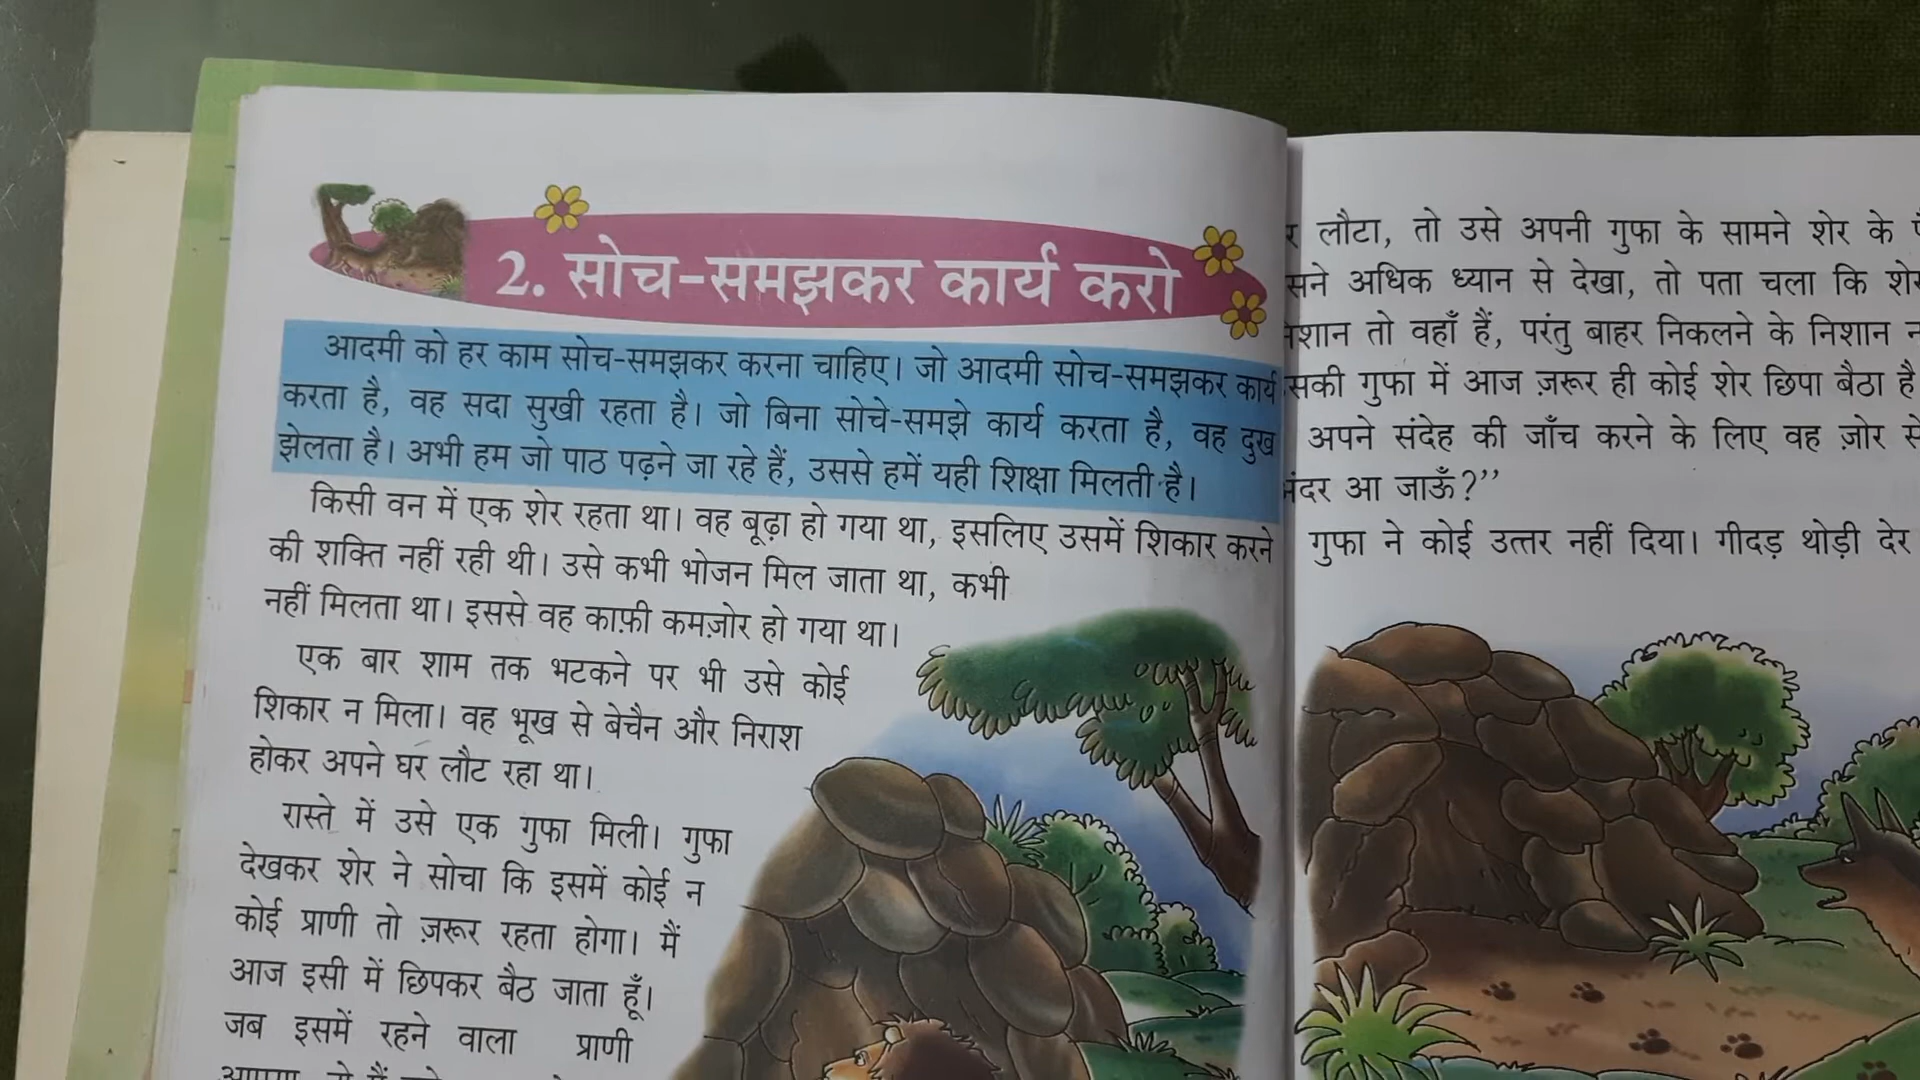 2. सोच-समझकर कार्य करो
आदमी को हर काम सोच-समझकर करना चाहिए। जो आदमी सोच-समझकर कार्य
करता है, वह सदा सुखी रहता है। जो बिना सोचे-समझे कार्य करता है, वह दुख
झेलता है। अभी हम जो पाठ पढ़ने जा रहे हैं, उससे हमें यही शिक्षा मिलती है।
किसी वन में एक शेर रहता था। वह बूढ़ा हो गया था, इसलिए उसमें शिकार करने
की शक्ति नहीं रही थी। उसे कभी भोजन मिल जाता था, कभी
नहीं मिलता था। इससे वह काफ़ी कमज़ोर हो गया था।
एक बार शाम तक भटकने पर भी उसे कोई
शिकार न मिला। वह भूख से बेचैन और निराश
होकर अपने घर लौट रहा था।
रास्ते में उसे एक गुफा मिली। गुफा
देखकर शेर ने सोचा कि इसमें कोई न
कोई प्राणी तो ज़रूर रहता होगा। मैं
आज इसी में छिपकर बैठ जाता हूँ।
जब इसमें रहने वाला प्राणी
लौटा, तो उसे अपनी गुफा के सामने शेर के
अधिक ध्यान से देखा, तो पता चला कि
तो वहाँ हैं, परंतु बाहर निकलने के निशान
गुफा में आज ज़रूर ही कोई शेर छिपा बैठा है
अपने संदेह की जाँच करने के लिए वह ज़ोर से
आ जाऊँ?”
गुफा ने कोई उत्तर नहीं दिया। गीदड़ थोड़ी देर